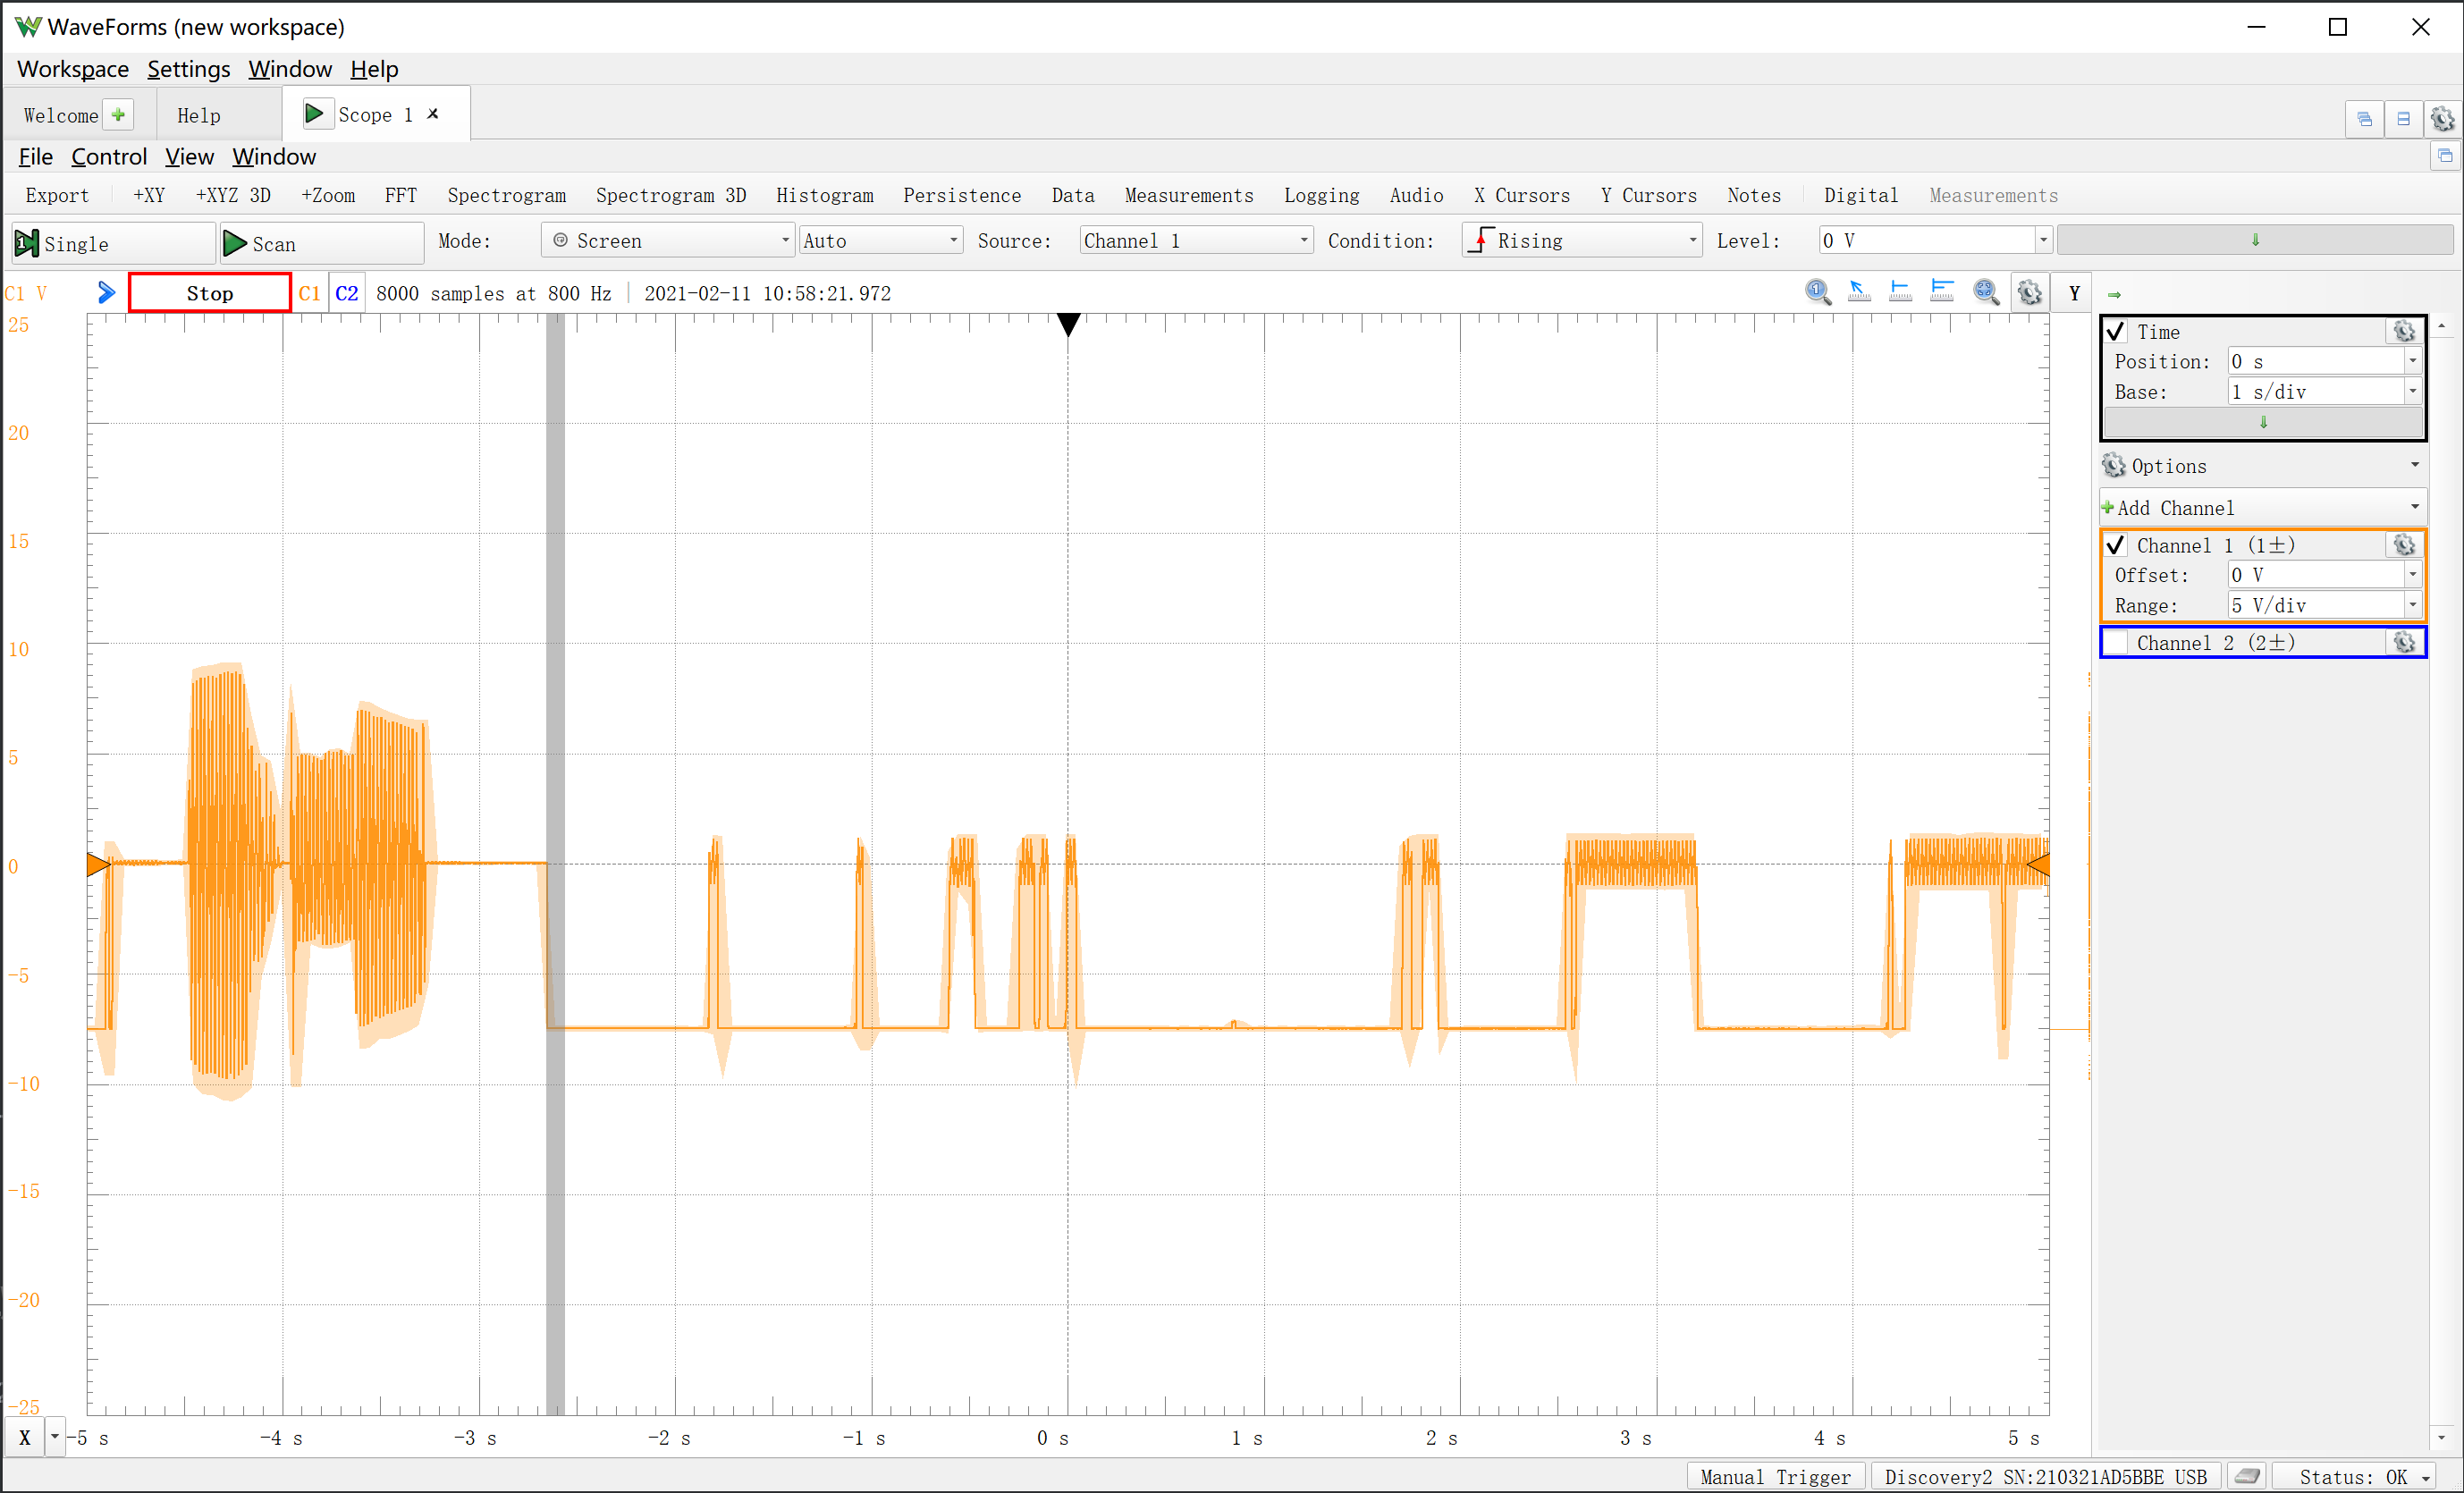 WaveForms (new workspace)
Workspace Settings Window Help
Welcome Help Scope 1
File Control View Window
Export +XY +XYZ 3D +Zoom FFT Spectrogram Spectrogram 3D Histogram Persistence Data Measurements Logging Audio X Cursors Y Cursors Notes Digital Measurements
Single Scan Mode: Screen Auto Source: Channel 1 Condition: Rising Level: 0 V
C1 V Stop C1 C2 8000 samples at 800 Hz 2021-02-11 10:58:21.972 Y
25
20
15
10
5
0
-5
-10
-15
-20
-25
X -5 s -4 s -3 s -2 s -1 s 0 s 1 s 2 s 3 s 4 s 5 s
Time
Position: 0 s
Base: 1 s/div
Options
Add Channel
Channel 1 (1±)
Offset: 0 V
Range: 5 V/div
Channel 2 (2±)
Manual Trigger Discovery2 SN:210321AD5BBE USB Status: OK